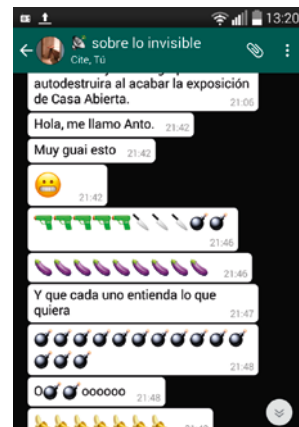 13:20
sobre lo invisible
Cite, Tú
autodestruira al acabar la exposición
de Casa Abierta.
21:06
Hola, me llamo Anto.
21:42
Muy guai esto
21:42
21:42
21:46
21:46
Y que cada uno entienda lo que
quiera
21:47
21:48
O oooooo
21:48